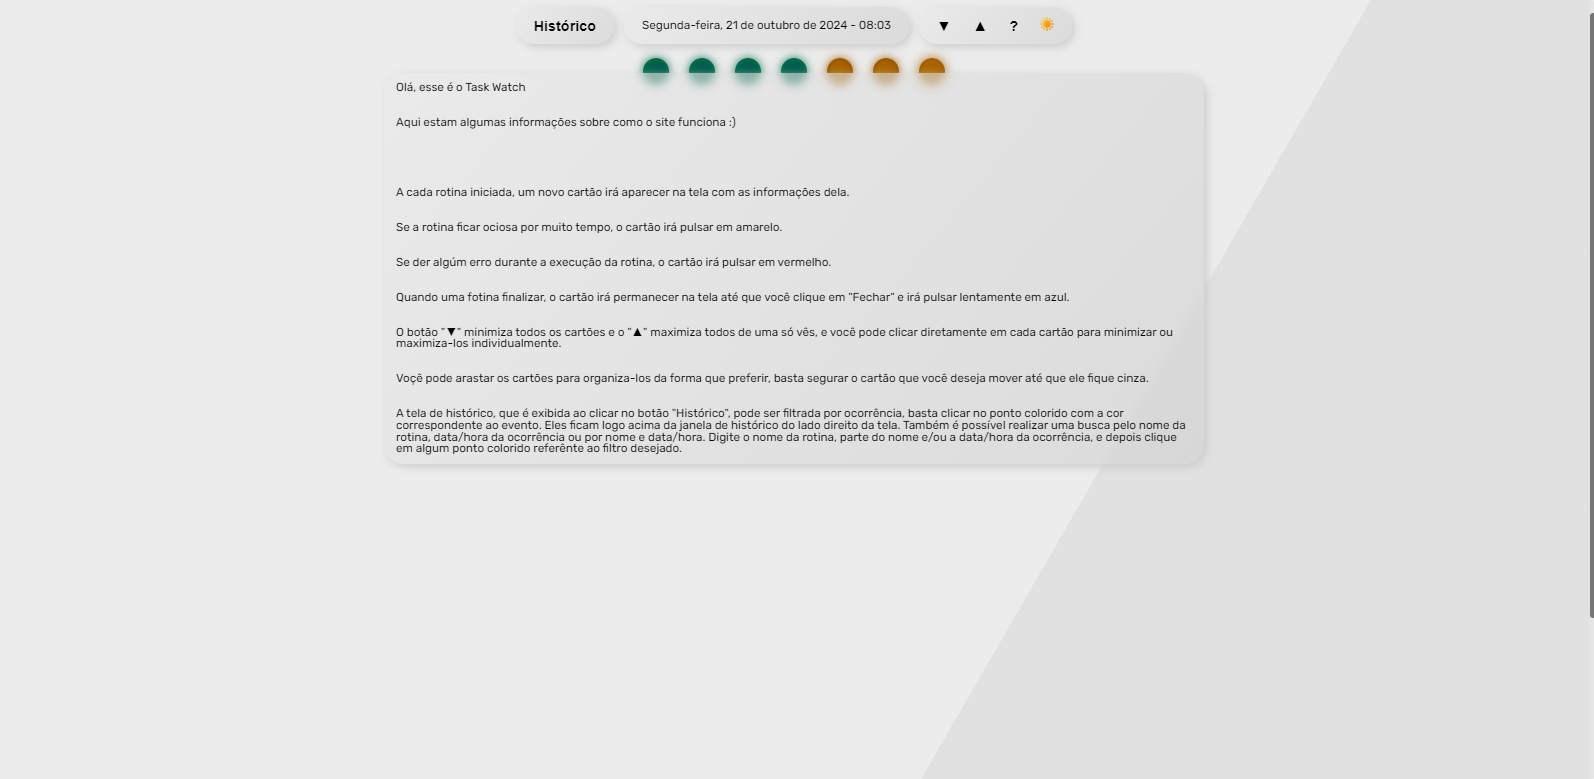 Histórico
Segunda-feira, 21 de outubro de 2024 - 08:03
▼ ▲ ?
Olá, esse é o Task Watch
Aqui estam algumas informações sobre como o site funciona :)
A cada rotina iniciada, um novo cartão irá aparecer na tela com as informações dela.
Se a rotina ficar ociosa por muito tempo, o cartão irá pulsar em amarelo.
Se der algúm erro durante a execução da rotina, o cartão irá pulsar em vermelho.
Quando uma fotina finalizar, o cartão irá permanecer na tela até que você clique em "Fechar" e irá pulsar lentamente em azul.
O botão "▼" minimiza todos os cartões e o "▲" maximiza todos de uma só vês, e você pode clicar diretamente em cada cartão para minimizar ou
maximiza-los individualmente.
Voçê pode arastar os cartões para organiza-los da forma que preferir, basta segurar o cartão que você deseja mover até que ele fique cinza.
A tela de histórico, que é exibida ao clicar no botão "Histórico", pode ser filtrada por ocorrência, basta clicar no ponto colorido com a cor
correspondente ao evento. Eles ficam logo acima da janela de histórico do lado direito da tela. Também é possível realizar uma busca pelo nome da
rotina, data/hora da ocorrência ou por nome e data/hora. Digite o nome da rotina, parte do nome e/ou a data/hora da ocorrência, e depois clique
em algum ponto colorido referênte ao filtro desejado.